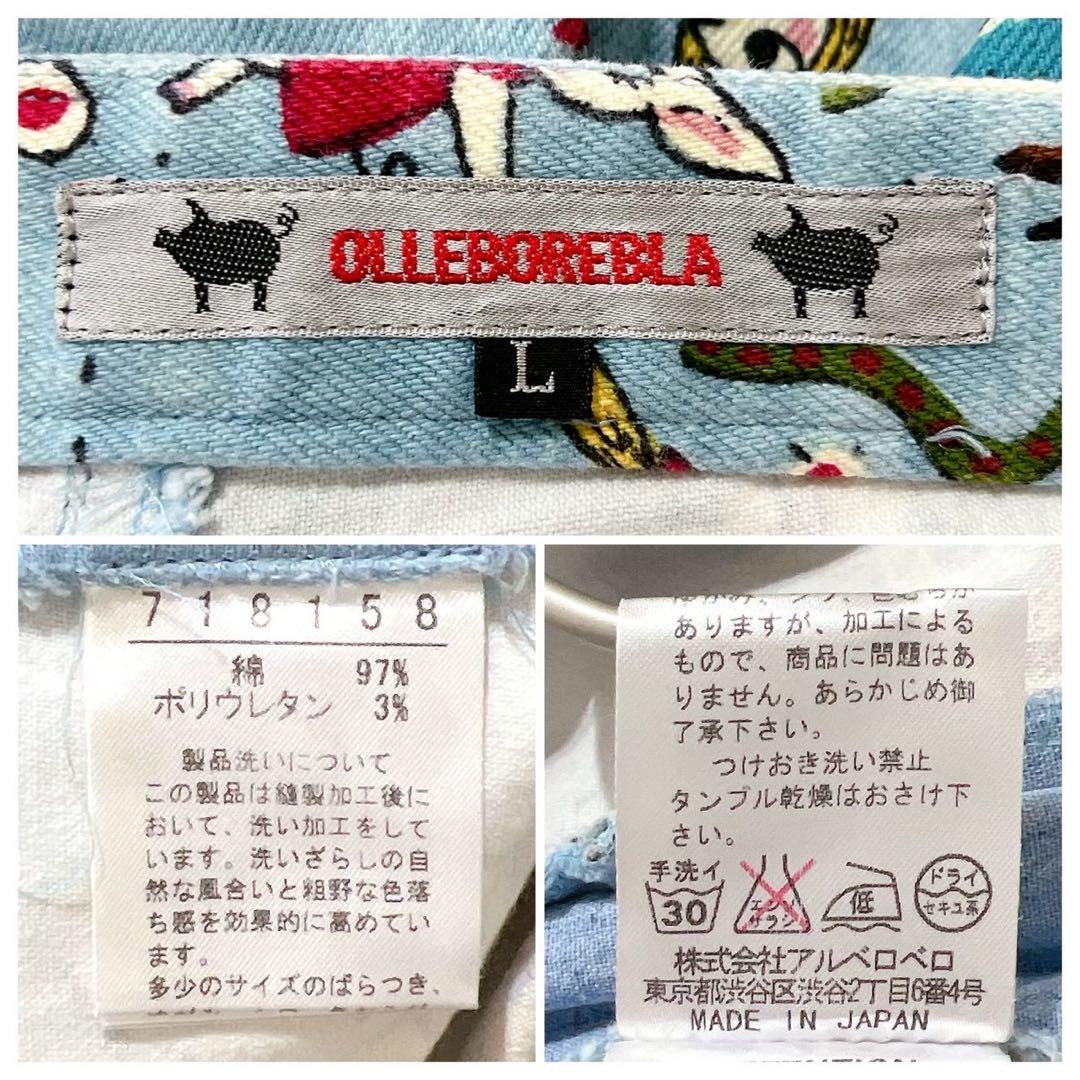 OLLEBOREBLA
L
718158
綿 97%
ポリウレタン 3%
製品洗いについて
この製品は縫製加工後に
おいて、洗い加工をして
います。洗いざらしの自
然な風合いと粗野な色落
ち感を効果的に高めてい
ます。
多少のサイズのばらつき、
ありますが、加工による
もので、商品に問題はあ
りません。あらかじめ御
了承下さい。
つけおき洗い禁止
タンブル乾燥はおさけ下
さい。
手洗イ
30
エンソ
サラシ
低
ドライ
セキユ系
株式会社アルベロベロ
東京都渋谷区渋谷2丁目6番4号
MADE IN JAPAN